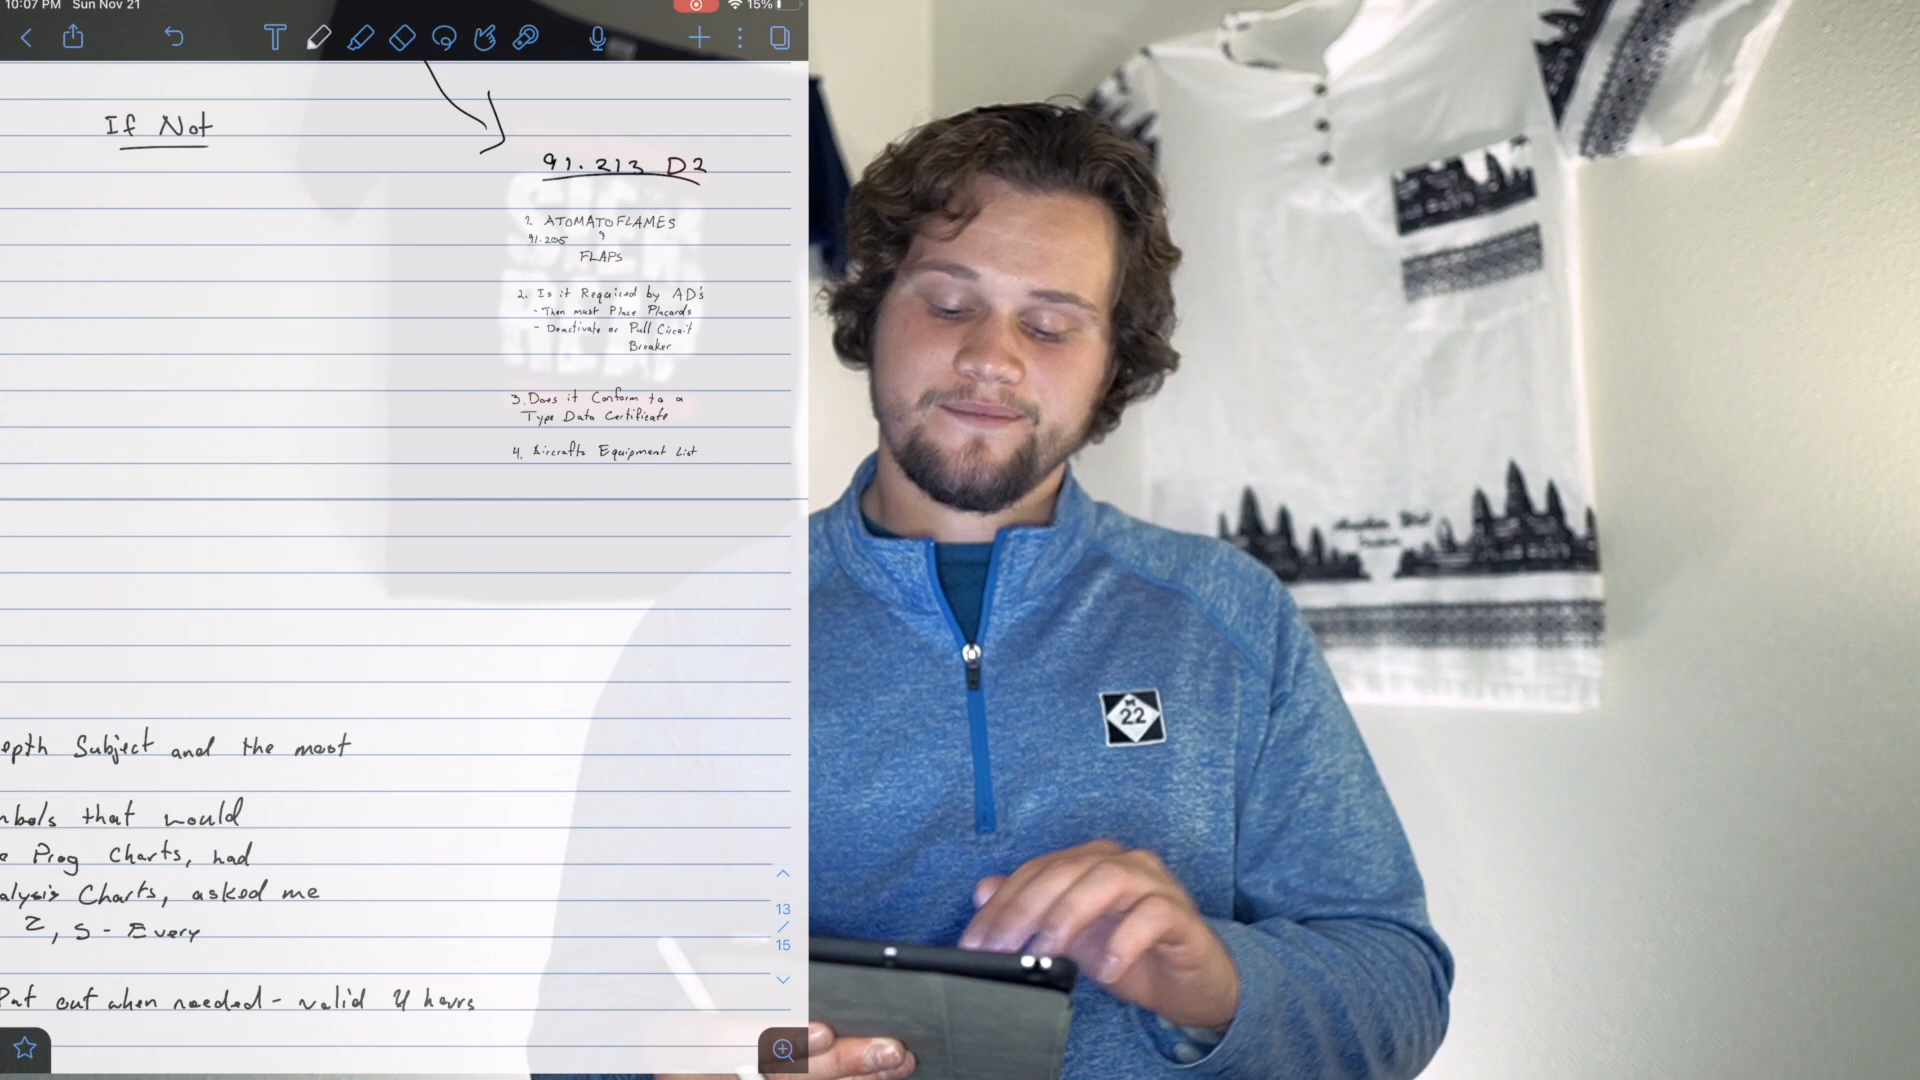 10:07 PM Sun Nov 21
15%
If Not
91.213 D2
1. ATOMATOFLAMES
91.205 &
FLAPS
2. Is it Required by AD's
- Then must Place Placards
- Deactivate or Pull Circuit
Breaker
3. Does it Conform to a
Type Data Certificate
4. Aircrafts Equipment List
epth Subject and the most
mbols that would
e Prog Charts, had
alysis Charts, asked me
Z, S - Every
Put out when needed - valid 4 hours
13
/
15
M
22